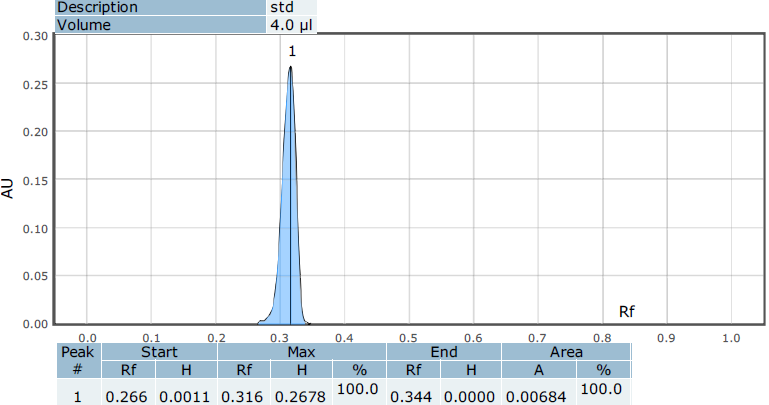 Description std
Volume 4.0 µl
0.30
1
0.25
0.20
0.15
AU
0.10
0.05
Rf
0.00
0.0 0.1 0.2 0.3 0.4 0.5 0.6 0.7 0.8 0.9 1.0
Peak Start Max End Area
# Rf H Rf H % Rf H A %
1 0.266 0.0011 0.316 0.2678 100.0 0.344 0.0000 0.00684 100.0